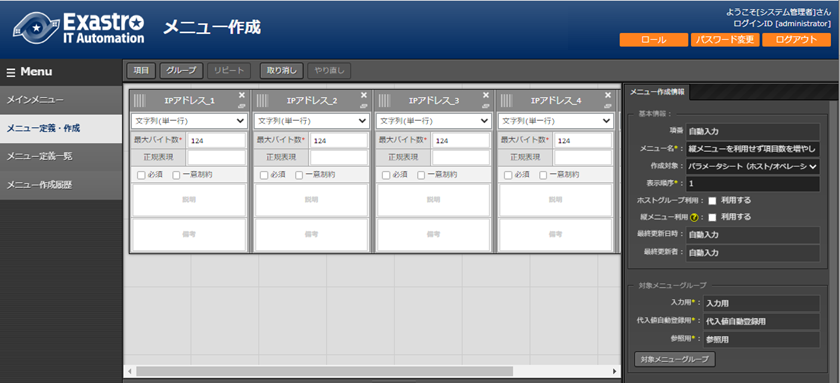 Exastro
IT Automation
メニュー作成
ようこそ[システム管理者]さん
ログインID [administrator]
ロール パスワード変更 ログアウト
Menu
メインメニュー
メニュー定義・作成
メニュー定義一覧
メニュー作成履歴
項目 グループ リピート 取り消し やり直し
IPアドレス_1 IPアドレス_2 IPアドレス_3 IPアドレス_4
文字列(単一行) 文字列(単一行) 文字列(単一行) 文字列(単一行)
最大バイト数* 124 最大バイト数* 124 最大バイト数* 124 最大バイト数* 124
正規表現 正規表現 正規表現 正規表現
必須 一意制約 必須 一意制約 必須 一意制約 必須 一意制約
説明 説明 説明 説明
備考 備考 備考 備考
メニュー作成情報
基本情報：
項番 自動入力
メニュー名*： 縦メニューを利用せず項目数を増やし
作成対象： パラメータシート（ホスト/オペレーシ
表示順序*： 1
ホストグループ利用： 利用する
縦メニュー利用?： 利用する
最終更新日時： 自動入力
最終更新者： 自動入力
対象メニューグループ
入力用*： 入力用
代入値自動登録用*： 代入値自動登録用
参照用*： 参照用
対象メニューグループ